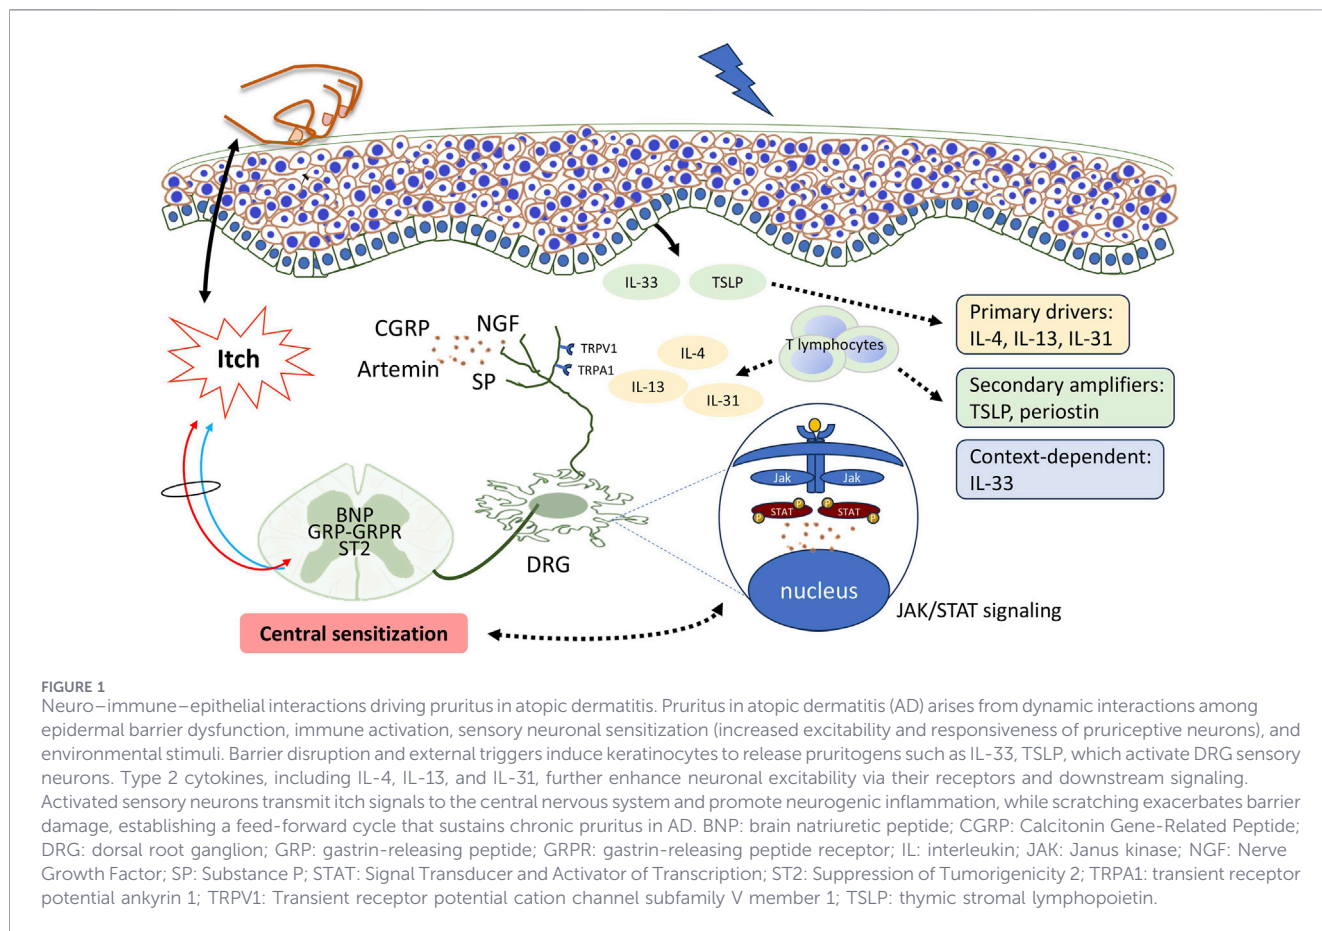 IL-33
TSLP
Primary drivers:
IL-4, IL-13, IL-31
CGRP
NGF
Artemin
SP
TRPV1
TRPA1
IL-4
IL-13
IL-31
T lymphocytes
Itch
Secondary amplifiers:
TSLP, periostin
Context-dependent:
IL-33
Jak
Jak
P
P
STAT
STAT
P
P
BNP
GRP-GRPR
ST2
DRG
nucleus
JAK/STAT signaling
Central sensitization
FIGURE 1
Neuro–immune–epithelial interactions driving pruritus in atopic dermatitis. Pruritus in atopic dermatitis (AD) arises from dynamic interactions among
epidermal barrier dysfunction, immune activation, sensory neuronal sensitization (increased excitability and responsiveness of pruriceptive neurons), and
environmental stimuli. Barrier disruption and external triggers induce keratinocytes to release pruritogens such as IL-33, TSLP, which activate DRG sensory
neurons. Type 2 cytokines, including IL-4, IL-13, and IL-31, further enhance neuronal excitability via their receptors and downstream signaling.
Activated sensory neurons transmit itch signals to the central nervous system and promote neurogenic inflammation, while scratching exacerbates barrier
damage, establishing a feed-forward cycle that sustains chronic pruritus in AD. BNP: brain natriuretic peptide; CGRP: Calcitonin Gene-Related Peptide;
DRG: dorsal root ganglion; GRP: gastrin-releasing peptide; GRPR: gastrin-releasing peptide receptor; IL: interleukin; JAK: Janus kinase; NGF: Nerve
Growth Factor; SP: Substance P; STAT: Signal Transducer and Activator of Transcription; ST2: Suppression of Tumorigenicity 2; TRPA1: transient receptor
potential ankyrin 1; TRPV1: Transient receptor potential cation channel subfamily V member 1; TSLP: thymic stromal lymphopoietin.